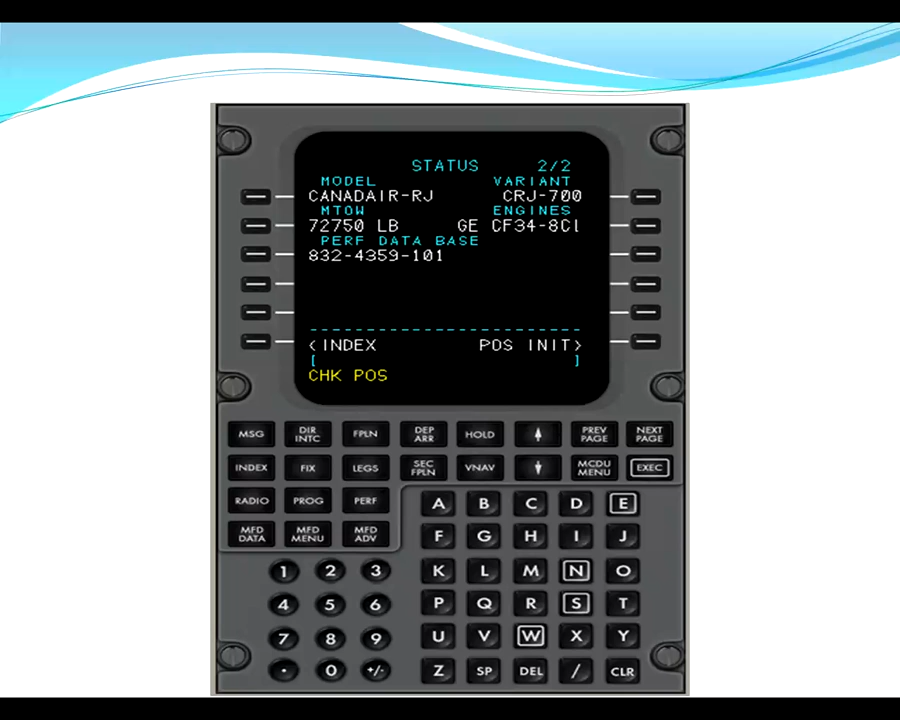 STATUS 2/2
MODEL VARIANT
CANADAIR-RJ CRJ-700
MTOW ENGINES
72750 LB GE CF34-8C1
PERF DATA BASE
832-4359-101
--------------------------
<INDEX POS INIT>
[ ]
CHK POS
MSG DIR INTC FPLN DEP ARR HOLD ↑ PREV PAGE NEXT PAGE
INDEX FIX LEGS SEC FPLN VNAV ↓ MCDU MENU EXEC
RADIO PROG PERF
MFD DATA MFD MENU MFD ADV
A B C D E
F G H I J
K L M N O
P Q R S T
U V W X Y
Z SP DEL / CLR
1 2 3
4 5 6
7 8 9
. 0 +/-